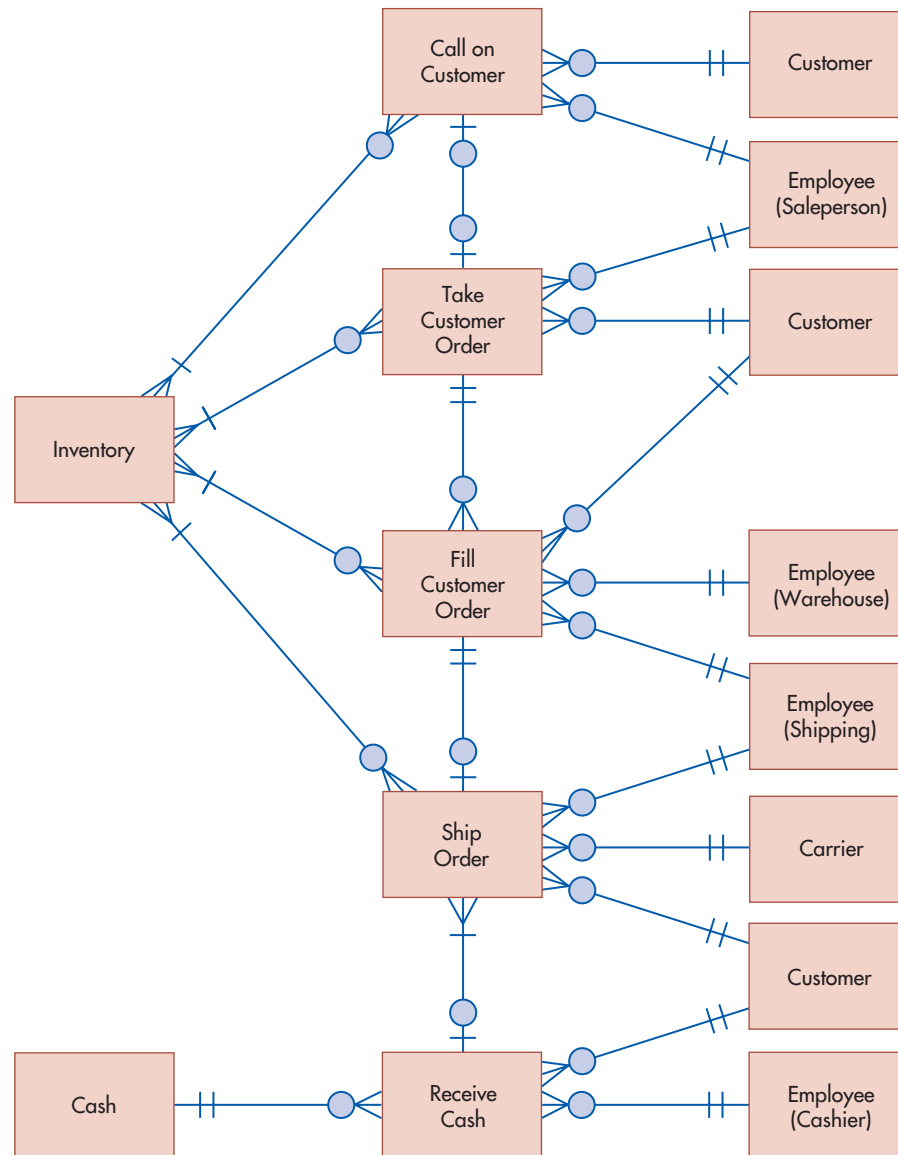 Call on
Customer
Customer
Employee
(Saleperson)
Take
Customer
Order
Customer
Inventory
Fill
Customer
Order
Employee
(Warehouse)
Employee
(Shipping)
Ship
Order
Carrier
Customer
Cash
Receive
Cash
Employee
(Cashier)